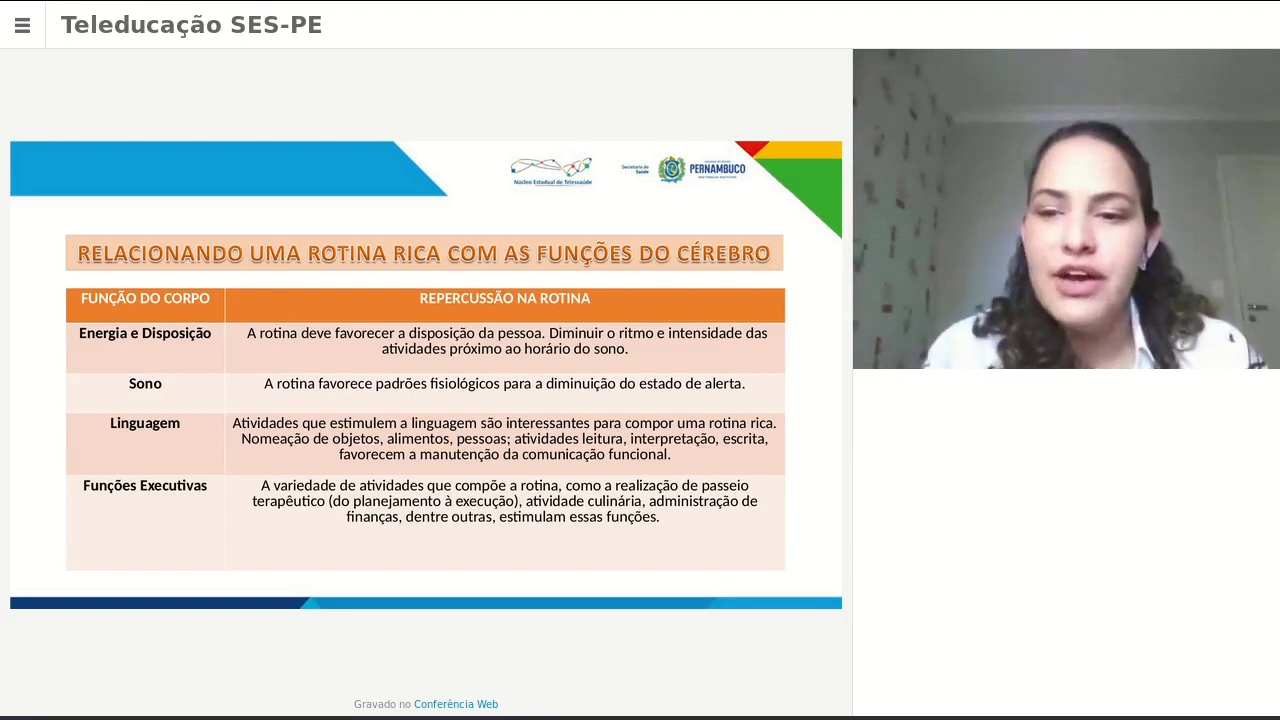 Teleducação SES-PE
Núcleo Estadual de Telessaúde
Secretaria de
Saúde
PERNAMBUCO
RELACIONANDO UMA ROTINA RICA COM AS FUNÇÕES DO CÉREBRO
FUNÇÃO DO CORPO
REPERCUSSÃO NA ROTINA
Energia e Disposição
A rotina deve favorecer a disposição da pessoa. Diminuir o ritmo e intensidade das
atividades próximo ao horário do sono.
Sono
A rotina favorece padrões fisiológicos para a diminuição do estado de alerta.
Linguagem
Atividades que estimulem a linguagem são interessantes para compor uma rotina rica.
Nomeação de objetos, alimentos, pessoas; atividades leitura, interpretação, escrita,
favorecem a manutenção da comunicação funcional.
Funções Executivas
A variedade de atividades que compõe a rotina, como a realização de passeio
terapêutico (do planejamento à execução), atividade culinária, administração de
finanças, dentre outras, estimulam essas funções.
Gravado no Conferência Web